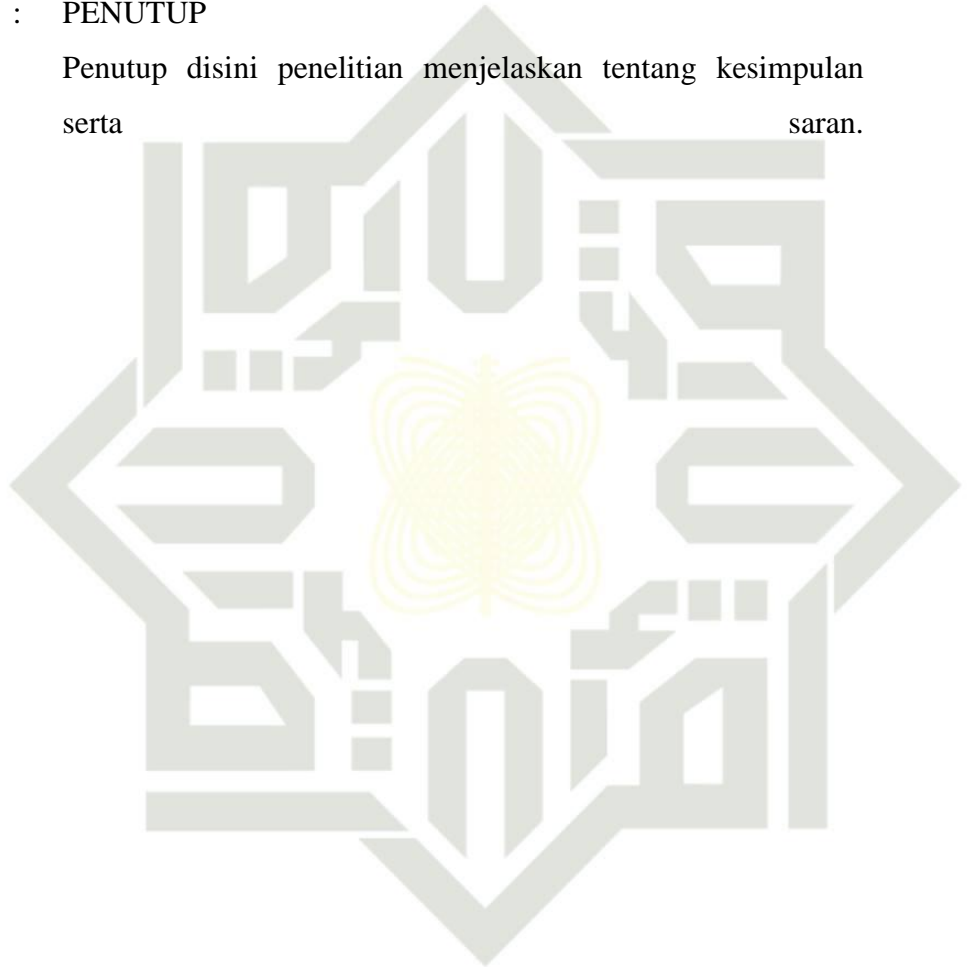 : PENUTUP
Penutup disini penelitian menjelaskan tentang kesimpulan
serta saran.